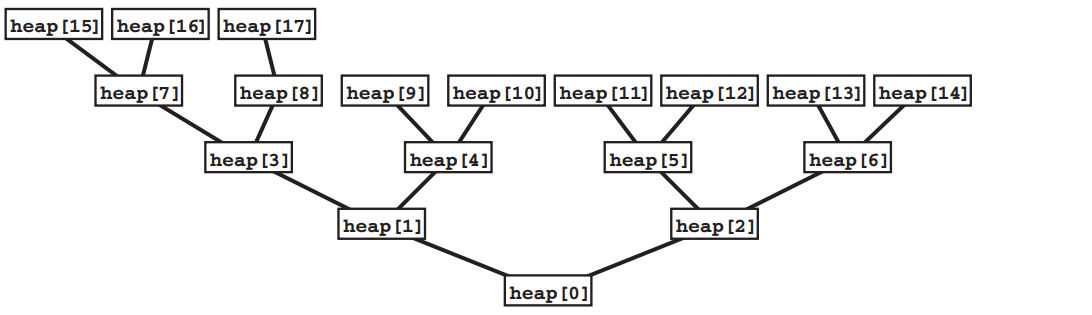 heap[15] heap[16] heap[17]
heap[7] heap[8] heap[9] heap[10] heap[11] heap[12] heap[13] heap[14]
heap[3] heap[4] heap[5] heap[6]
heap[1] heap[2]
heap[0]